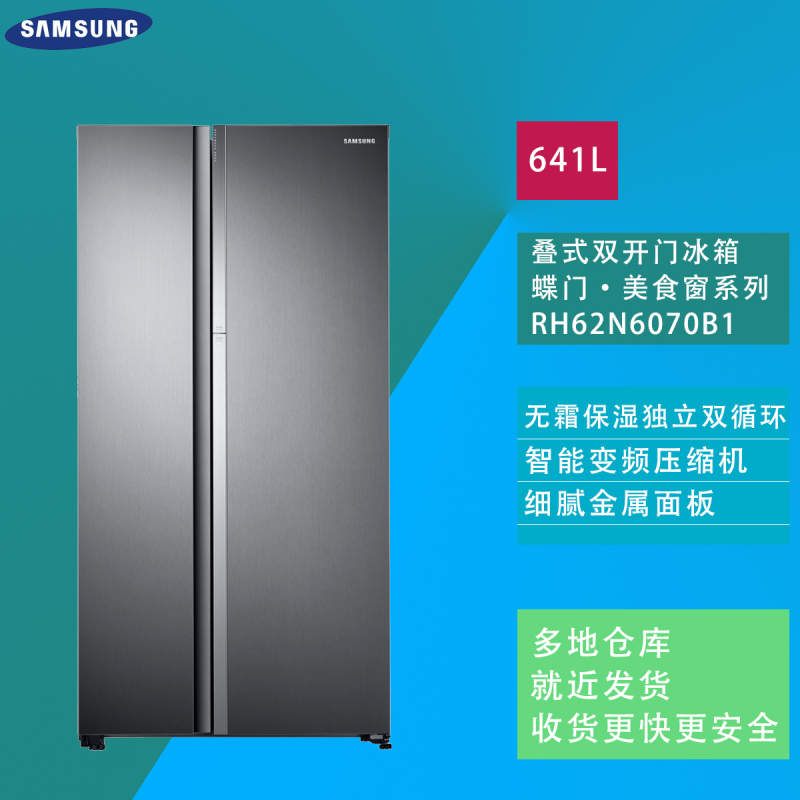 SAMSUNG
SAMSUNG
641L
叠式双开门冰箱
蝶门·美食窗系列
RH62N6070B1
无霜保湿独立双循环
智能变频压缩机
细腻金属面板
多地仓库
就近发货
收货更快更安全